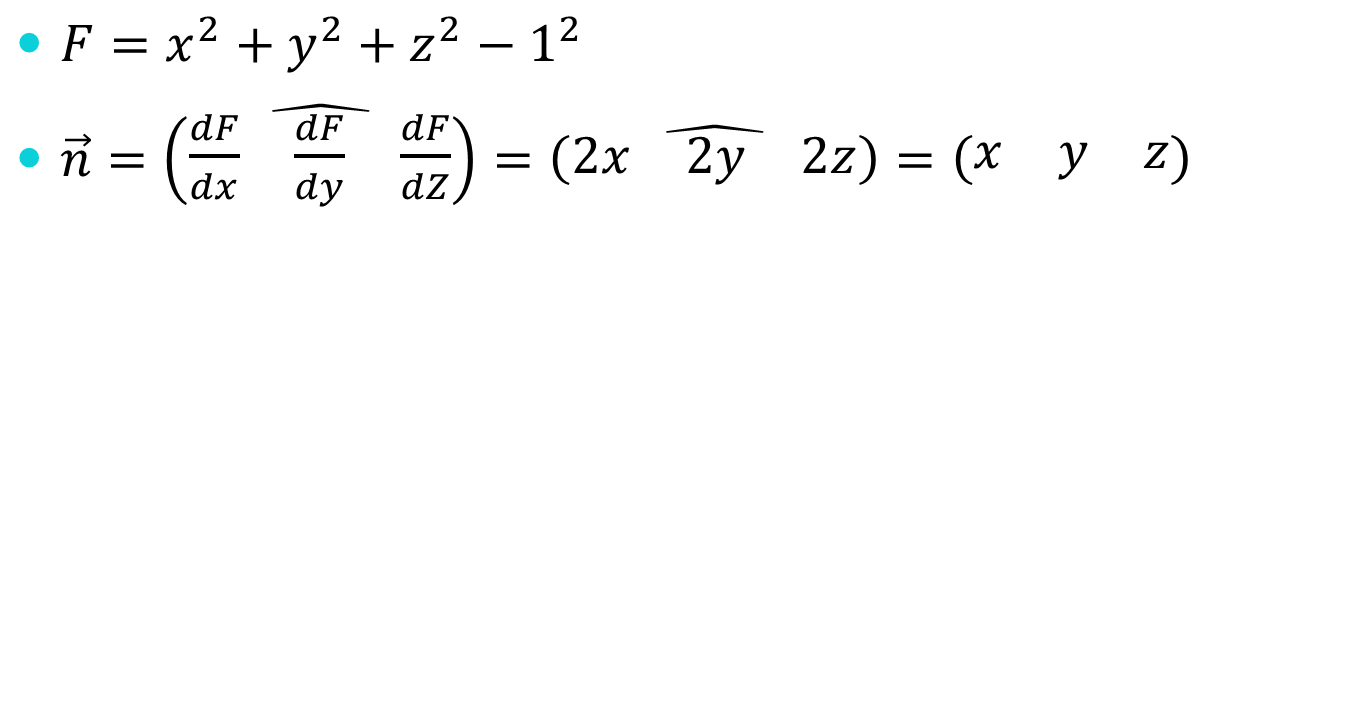 • F = x² + y² + z² − 1²
• n⃗ = (dF/dx  dF/dy  dF/dZ)^ = (2x  2y  2z)^ = (x  y  z)